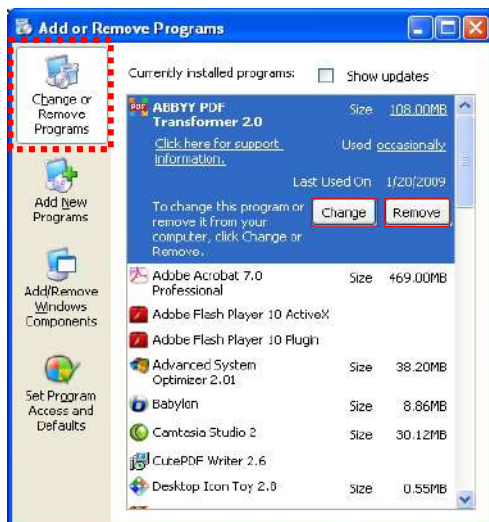 Add or Remove Programs
Change or
Remove
Programs
Add New
Programs
Add/Remove
Windows
Components
Set Program
Access and
Defaults
Currently installed programs:
Show updates
ABBYY PDF
Transformer 2.0
Size 108.00MB
Click here for support
information.
Used occasionally
Last Used On 1/20/2009
To change this program or
remove it from your
computer, click Change or
Remove.
Change
Remove
Adobe Acrobat 7.0
Professional
Size 469.00MB
Adobe Flash Player 10 ActiveX
Adobe Flash Player 10 Plugin
Advanced System
Optimizer 2.01
Size 38.20MB
Babylon
Size 8.86MB
Camtasia Studio 2
Size 30.12MB
CutePDF Writer 2.6
Desktop Icon Toy 2.8
Size 0.55MB